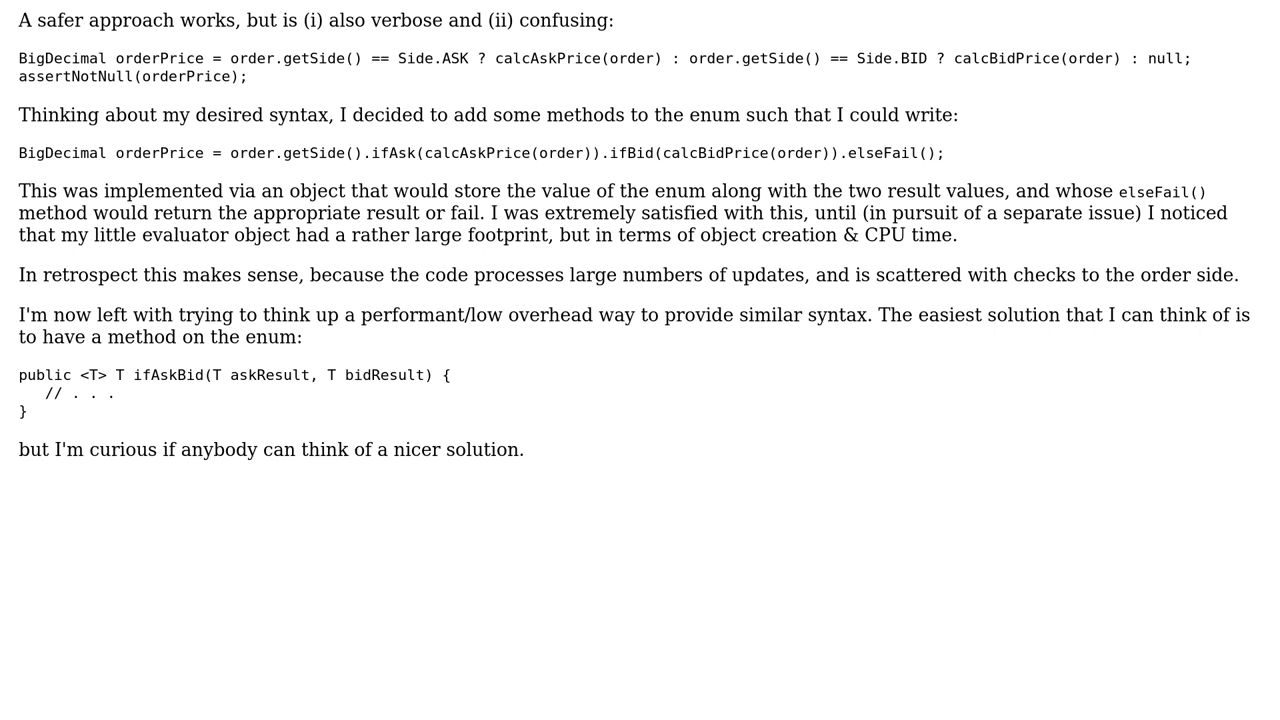 A safer approach works, but is (i) also verbose and (ii) confusing:
BigDecimal orderPrice = order.getSide() == Side.ASK ? calcAskPrice(order) : order.getSide() == Side.BID ? calcBidPrice(order) : null;
assertNotNull(orderPrice);
Thinking about my desired syntax, I decided to add some methods to the enum such that I could write:
BigDecimal orderPrice = order.getSide().ifAsk(calcAskPrice(order)).ifBid(calcBidPrice(order)).elseFail();
This was implemented via an object that would store the value of the enum along with the two result values, and whose elseFail()
method would return the appropriate result or fail. I was extremely satisfied with this, until (in pursuit of a separate issue) I noticed
that my little evaluator object had a rather large footprint, but in terms of object creation & CPU time.
In retrospect this makes sense, because the code processes large numbers of updates, and is scattered with checks to the order side.
I'm now left with trying to think up a performant/low overhead way to provide similar syntax. The easiest solution that I can think of is
to have a method on the enum:
public <T> T ifAskBid(T askResult, T bidResult) {
   // . . .
}
but I'm curious if anybody can think of a nicer solution.